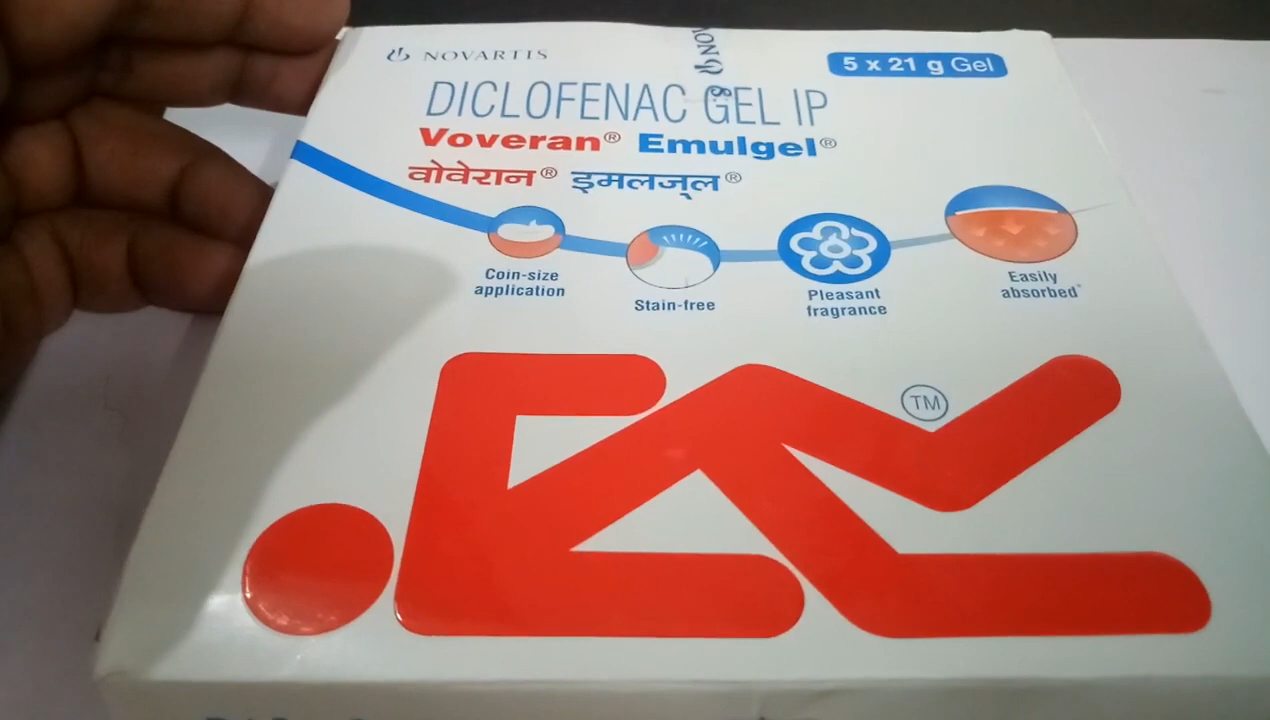 NOVARTIS
5 x 21 g Gel
DICLOFENAC GEL IP
Voveran® Emulgel®
वोवेरान® इमलज्ल®
Coin-size
application
Stain-free
Pleasant
fragrance
Easily
absorbed*
TM